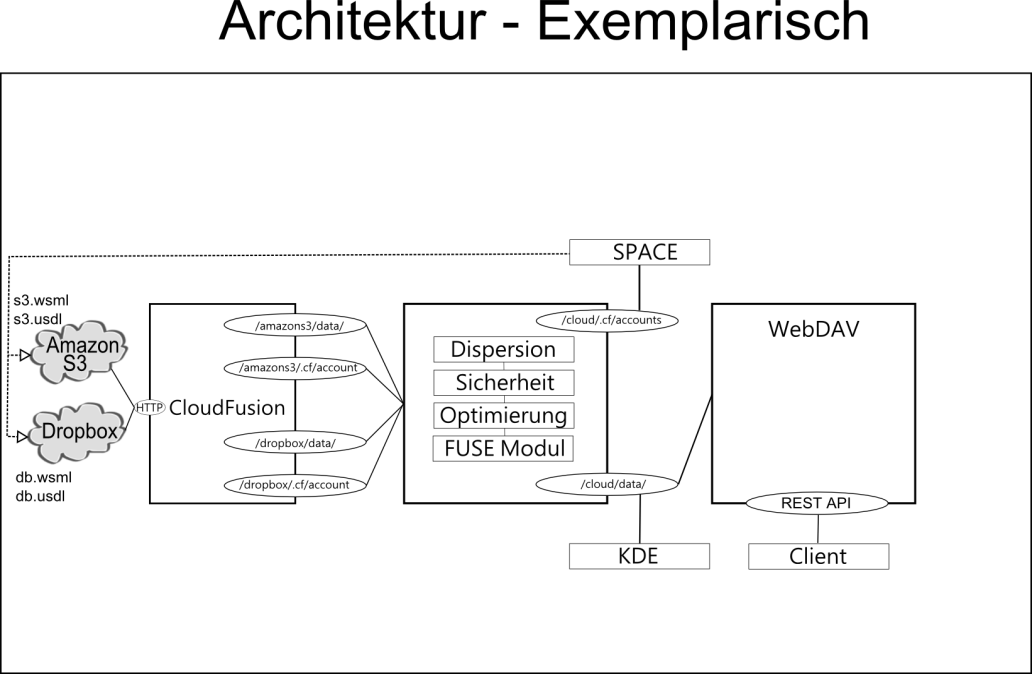 Architektur - Exemplarisch
SPACE
s3.wsml
s3.usdl
Amazon
S3
Dropbox
db.wsml
db.usdl
HTTP
CloudFusion
/amazons3/data/
/amazons3/.cf/account
/dropbox/data/
/dropbox/.cf/account
/cloud/.cf/accounts
Dispersion
Sicherheit
Optimierung
FUSE Modul
/cloud/data/
KDE
WebDAV
REST API
Client